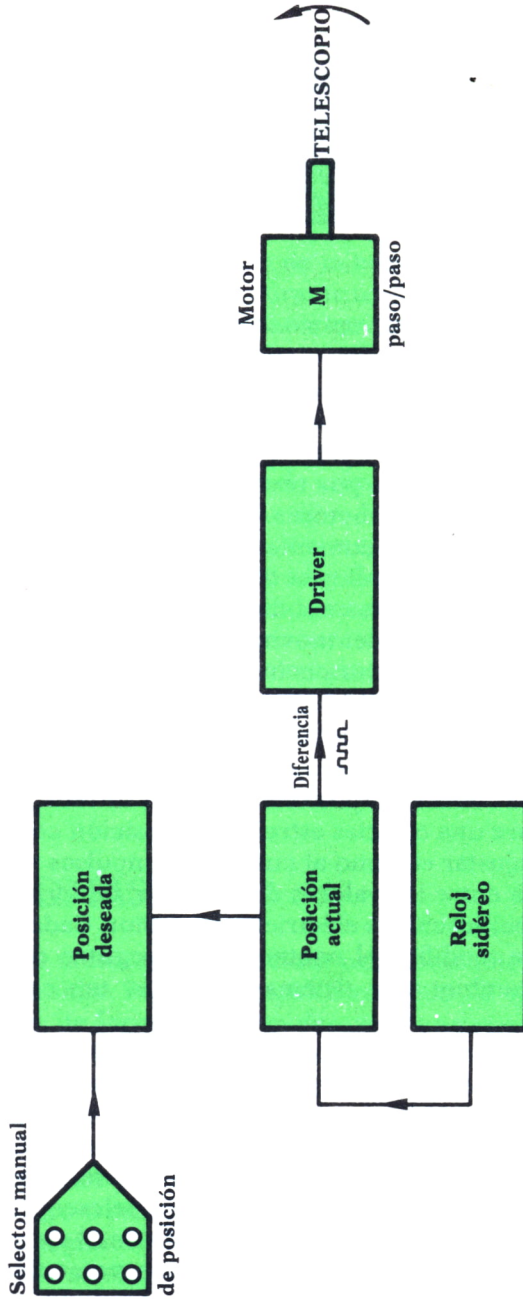 Selector manual
de posición
Posición
deseada
Posición
actual
Reloj
sidéreo
Diferencia
Driver
Motor
M
paso/paso
TELESCOPIO